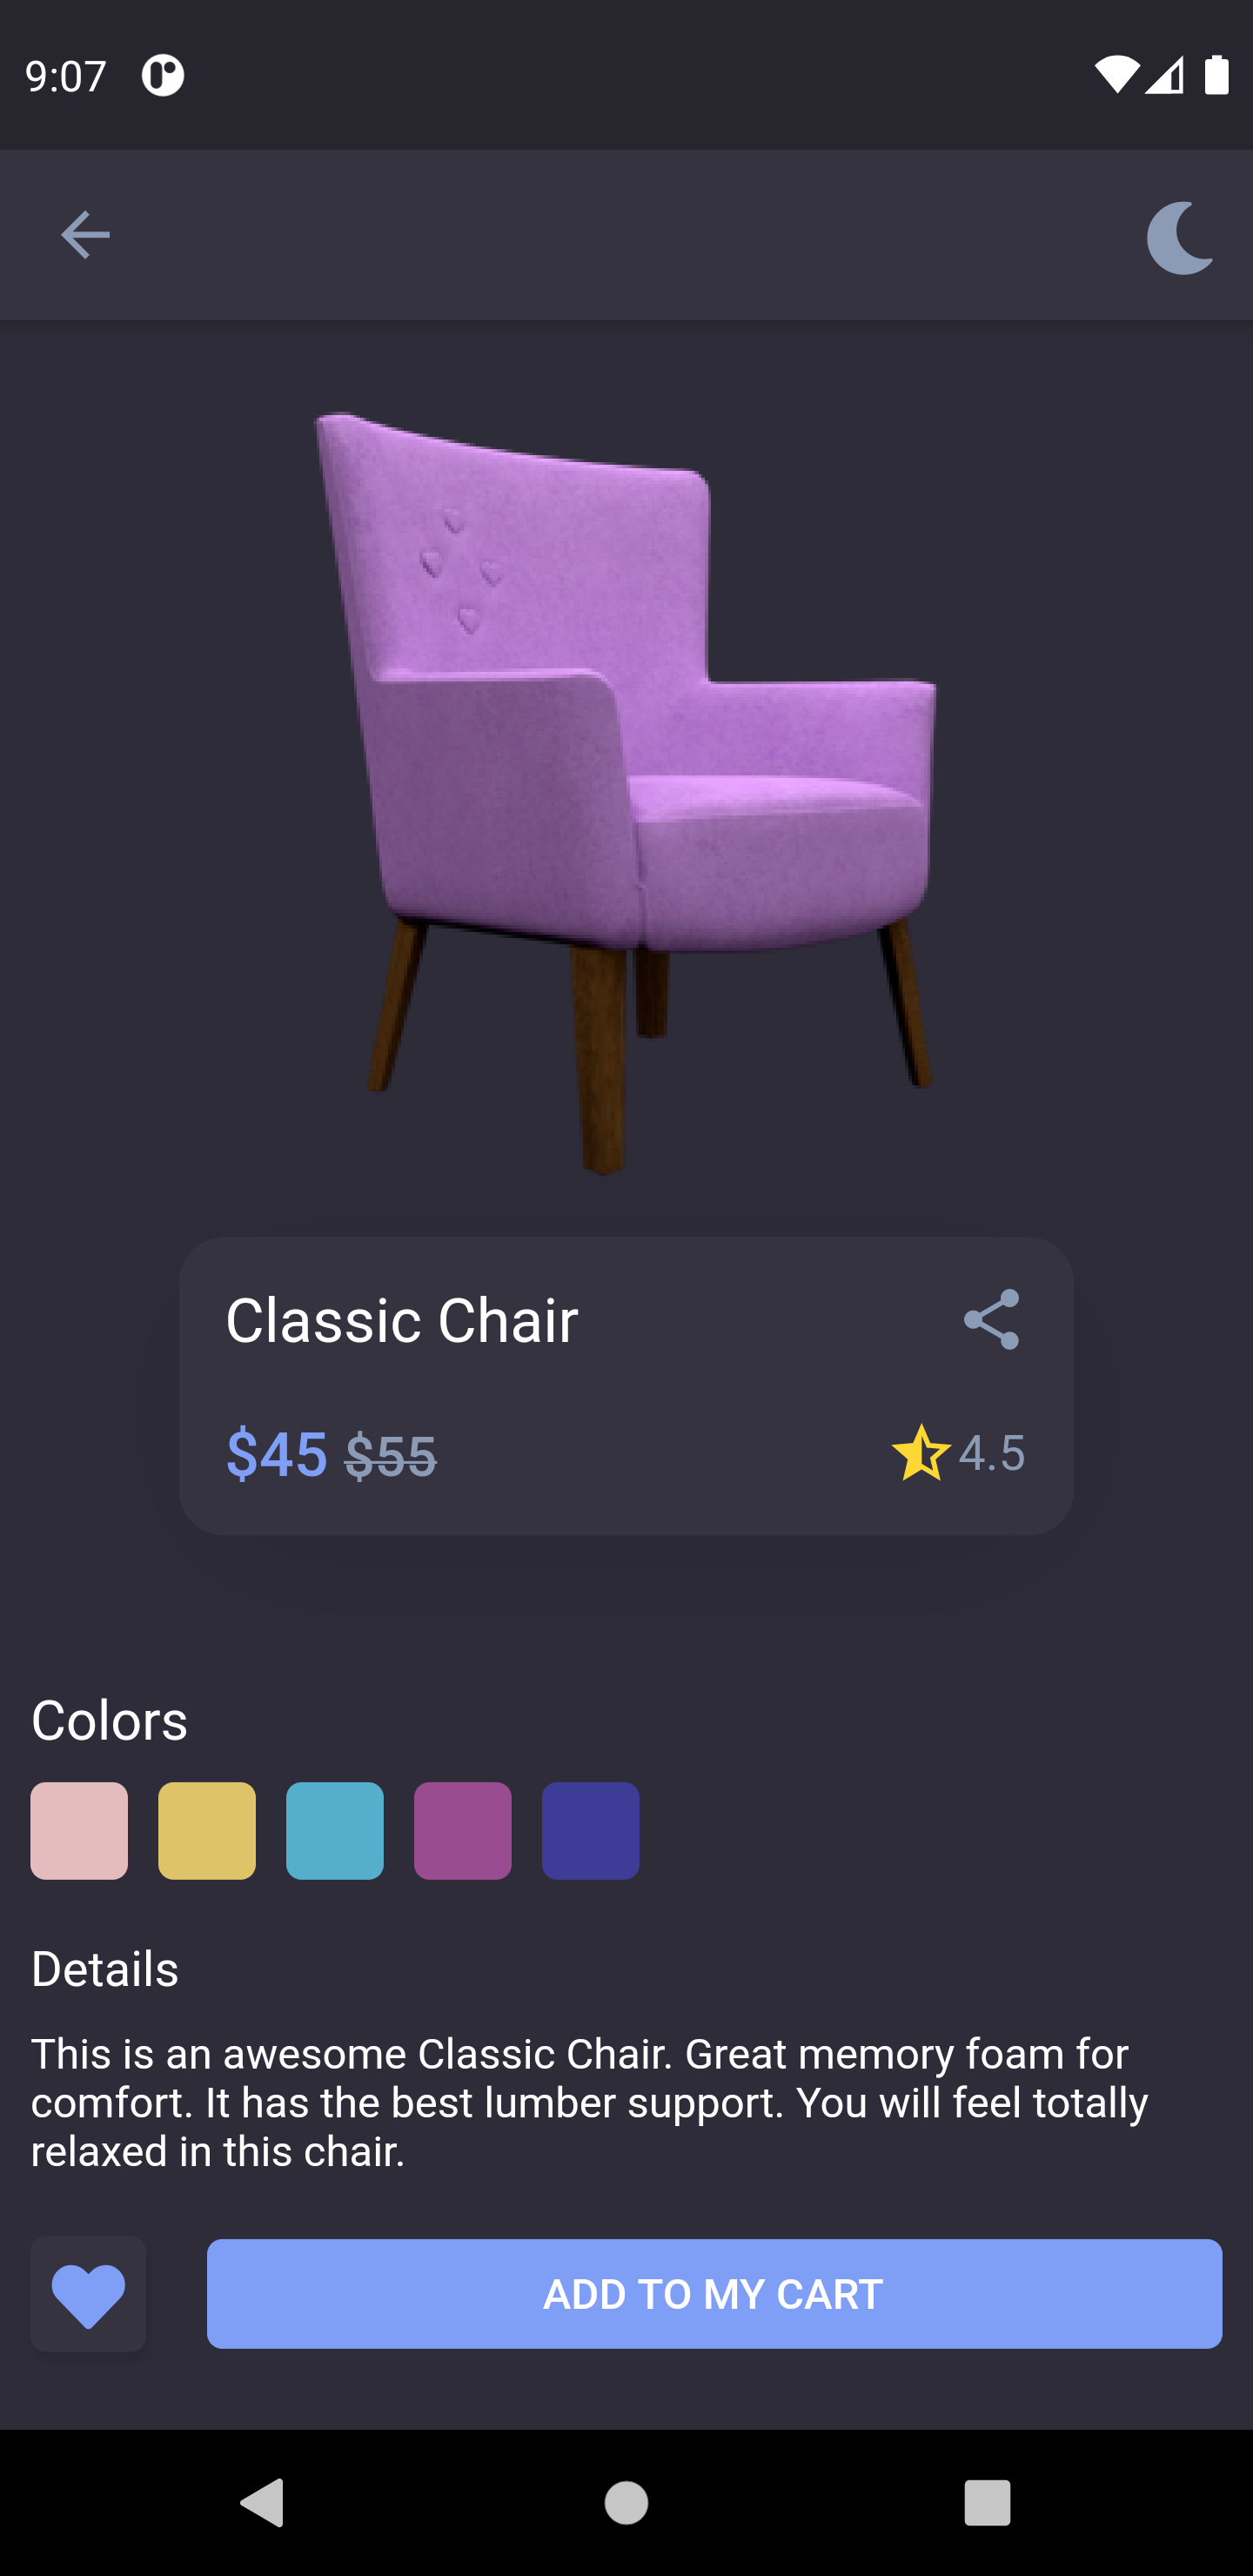 9:07
Classic Chair
$45 $55
4.5
Colors
Details
This is an awesome Classic Chair. Great memory foam for
comfort. It has the best lumber support. You will feel totally
relaxed in this chair.
ADD TO MY CART